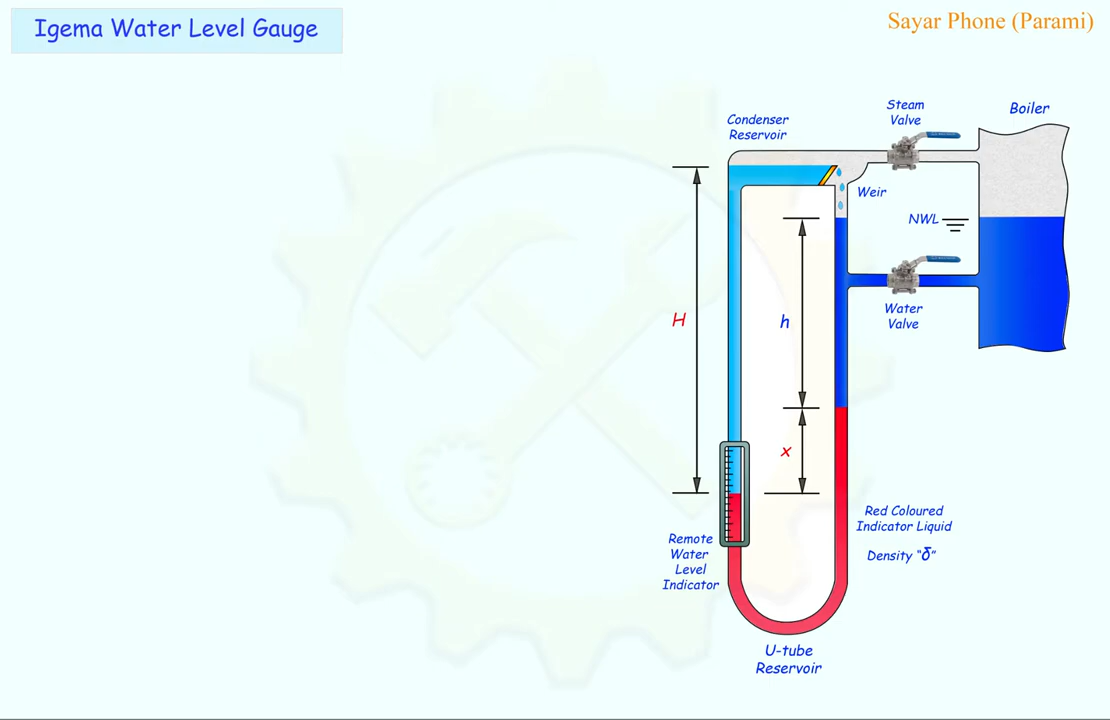 Igema Water Level Gauge
Sayar Phone (Parami)
Steam
Valve
Boiler
Condenser
Reservoir
Weir
NWL
H
h
Water
Valve
x
Red Coloured
Indicator Liquid
Density "δ"
Remote
Water
Level
Indicator
U-tube
Reservoir